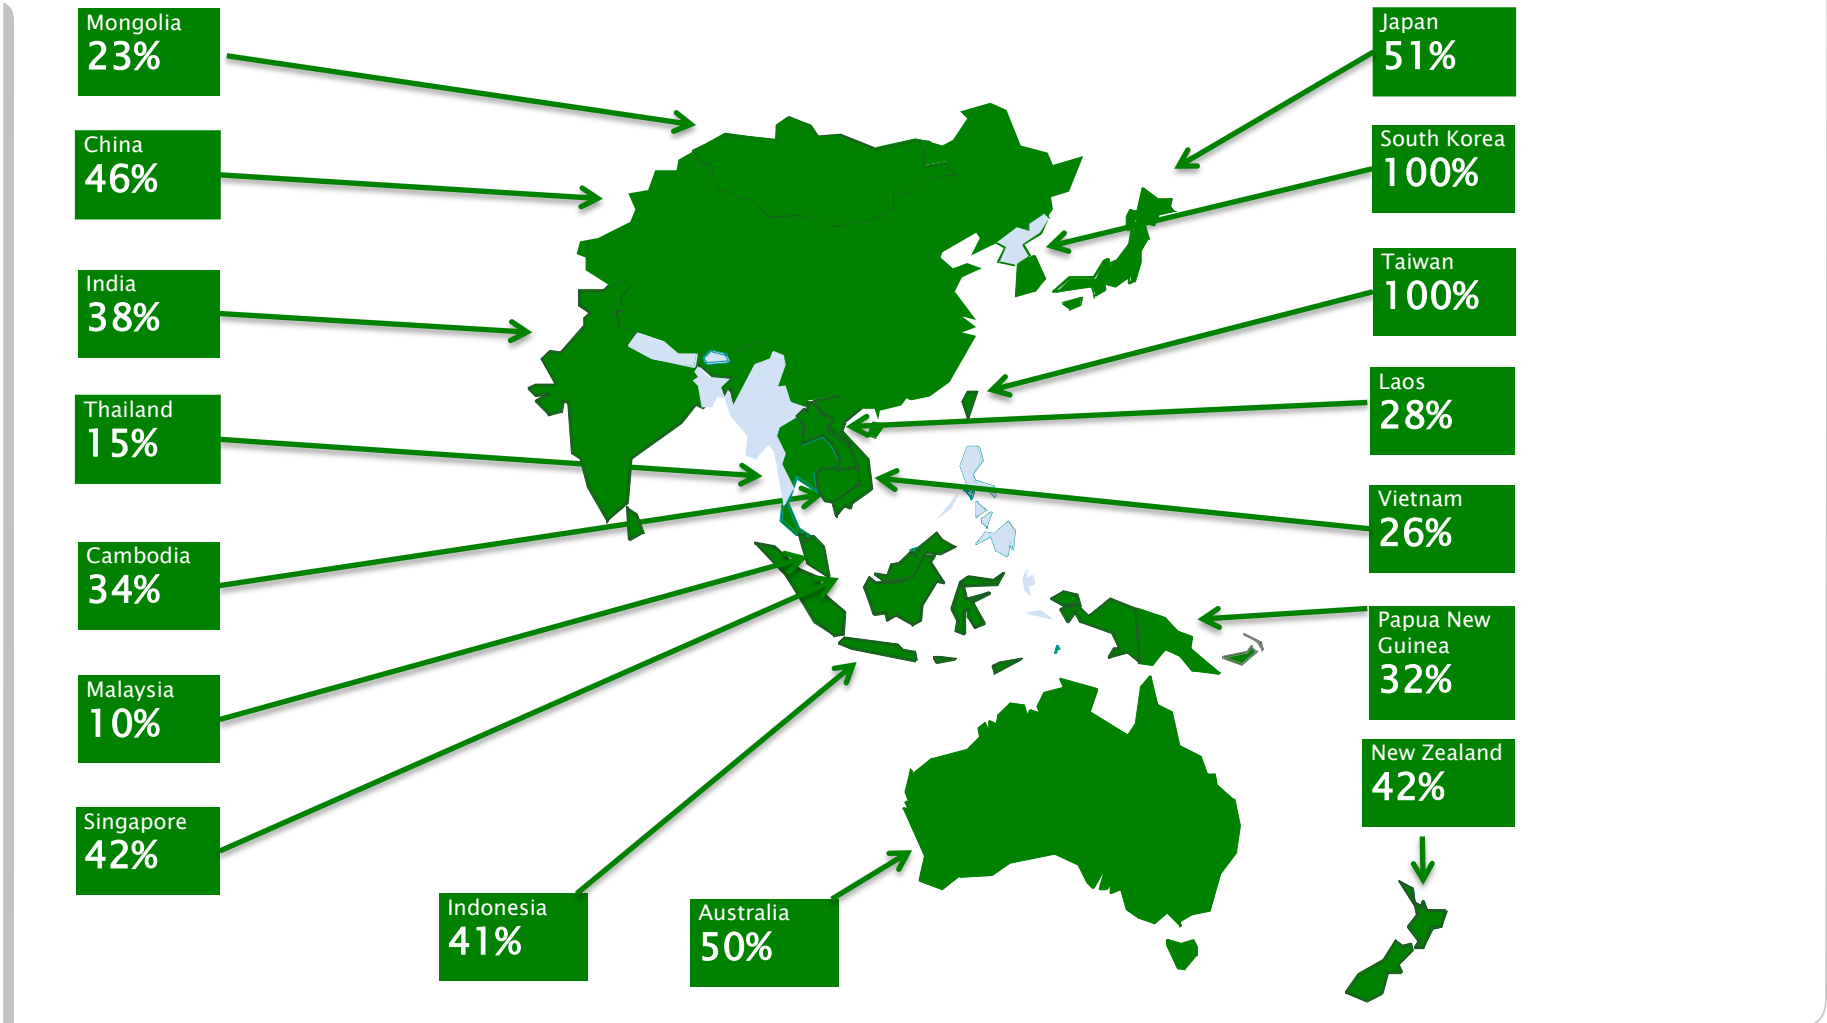 Mongolia
23%
China
46%
India
38%
Thailand
15%
Cambodia
34%
Malaysia
10%
Singapore
42%
Indonesia
41%
Australia
50%
Japan
51%
South Korea
100%
Taiwan
100%
Laos
28%
Vietnam
26%
Papua New
Guinea
32%
New Zealand
42%